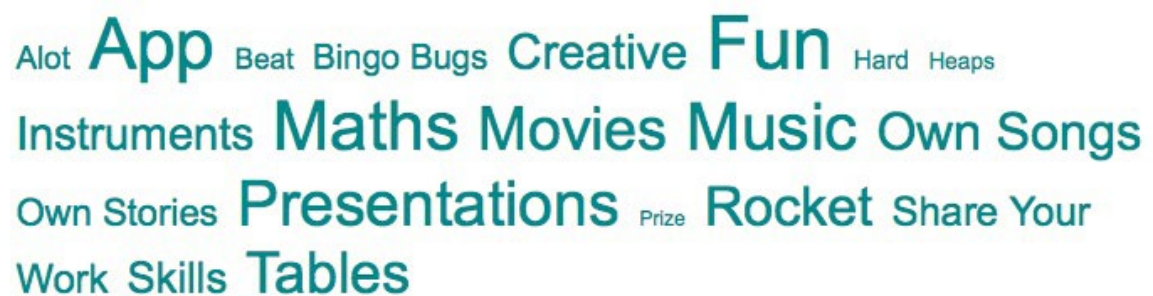 Alot App Beat Bingo Bugs Creative Fun Hard Heaps
Instruments Maths Movies Music Own Songs
Own Stories Presentations Prize Rocket Share Your
Work Skills Tables